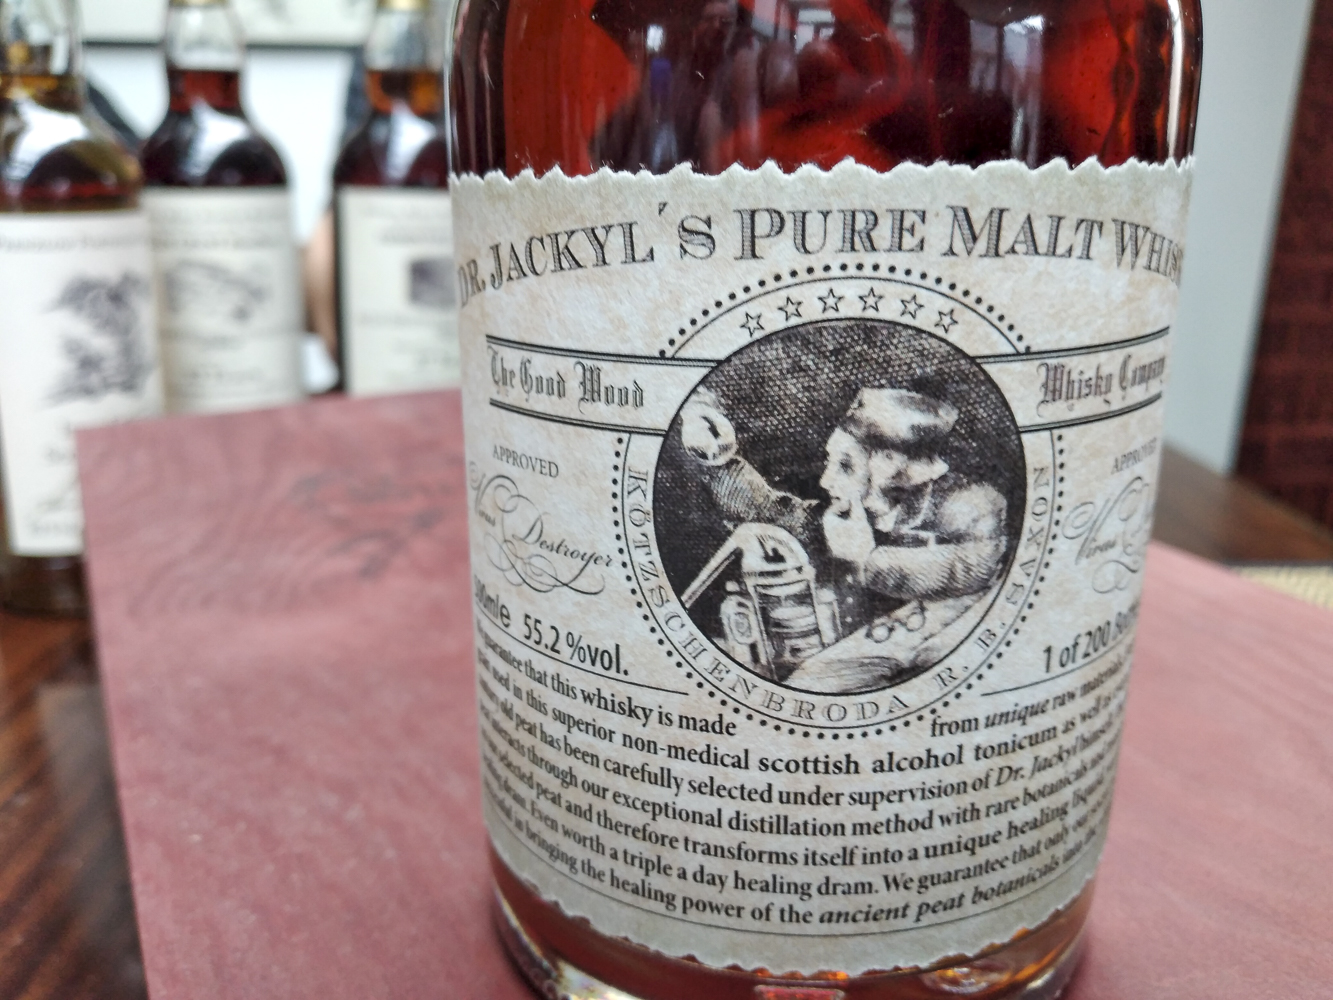 DR. JACKYL´S PURE MALT WHIS
The Good Wood
Whisky Company
APPROVED
Virus Destroyer
APPROVED
Virus
KÖTZSCHENBRODA R. B. SAXON
500mle 55.2 %vol.
1 of 200
guarantee that this whisky is made from unique raw materials
used in this superior non-medical scottish alcohol tonicum as well as
old peat has been carefully selected under supervision of Dr. Jackyl himself
through our exceptional distillation method with rare botanicals
selected peat and therefore transforms itself into a unique healing liquid
dram. Even worth a triple a day healing dram. We guarantee that only our
in bringing the healing power of the ancient peat botanicals into the